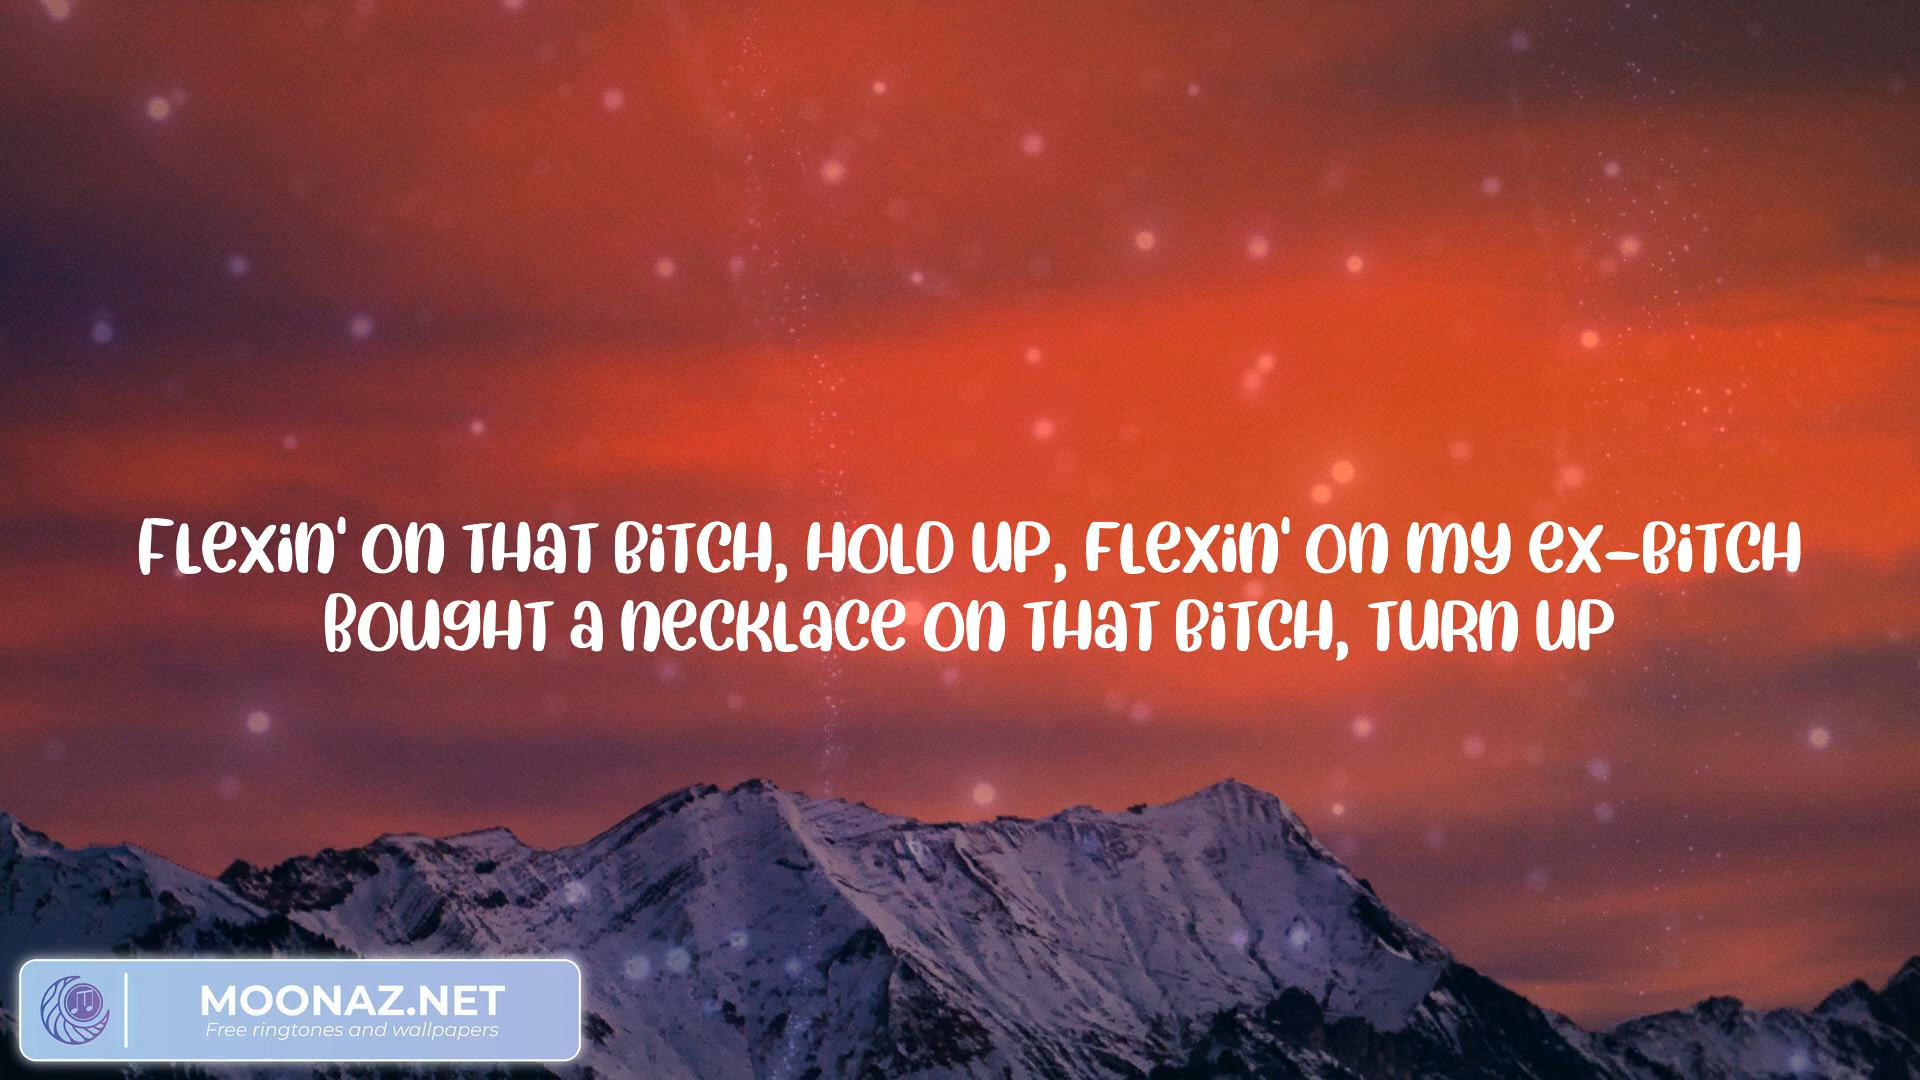 Flexin' on that bitch, hold up, flexin' on my ex-bitch
Bought a necklace on that bitch, turn up
MOONAZ.NET
Free ringtones and wallpapers